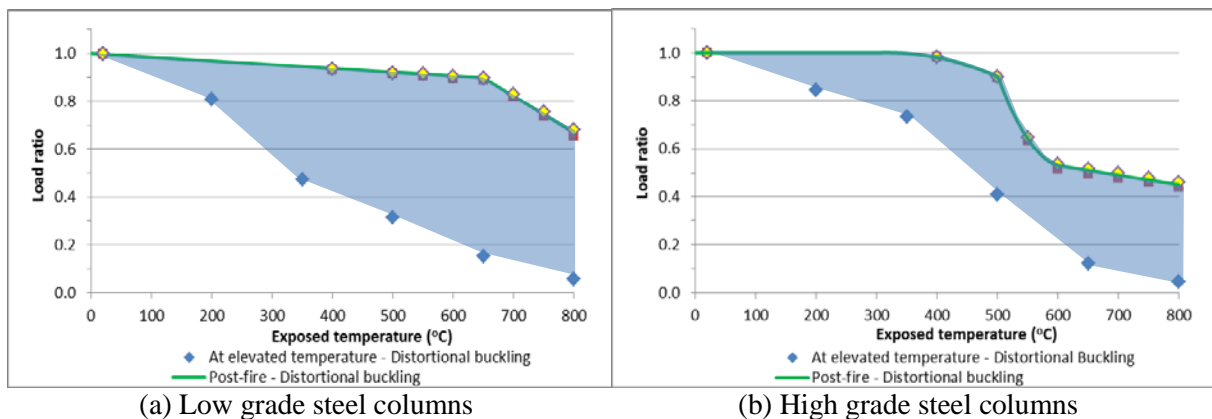 Load ratio
1.0
0.8
0.6
0.4
0.2
0.0
0 100 200 300 400 500 600 700 800
Exposed temperature (ºC)
At elevated temperature - Distortional buckling
Post-fire - Distortional buckling
(a) Low grade steel columns
Load ratio
1.0
0.8
0.6
0.4
0.2
0.0
0 100 200 300 400 500 600 700 800
Exposed temperature (ºC)
At elevated temperature - Distortional Buckling
Post-fire - Distortional buckling
(b) High grade steel columns